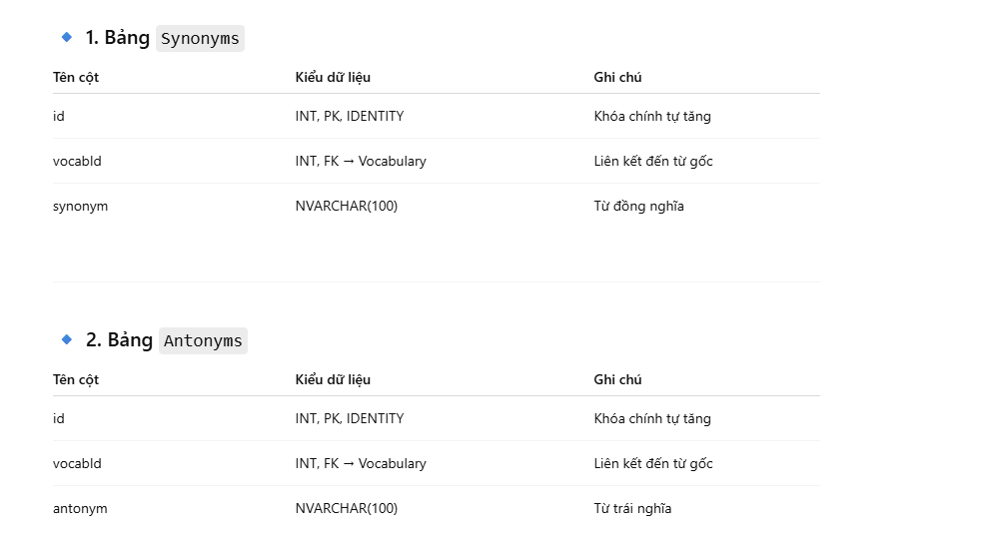 1. Bảng Synonyms
Tên cột Kiểu dữ liệu Ghi chú
id INT, PK, IDENTITY Khóa chính tự tăng
vocabId INT, FK → Vocabulary Liên kết đến từ gốc
synonym NVARCHAR(100) Từ đồng nghĩa
2. Bảng Antonyms
Tên cột Kiểu dữ liệu Ghi chú
id INT, PK, IDENTITY Khóa chính tự tăng
vocabId INT, FK → Vocabulary Liên kết đến từ gốc
antonym NVARCHAR(100) Từ trái nghĩa